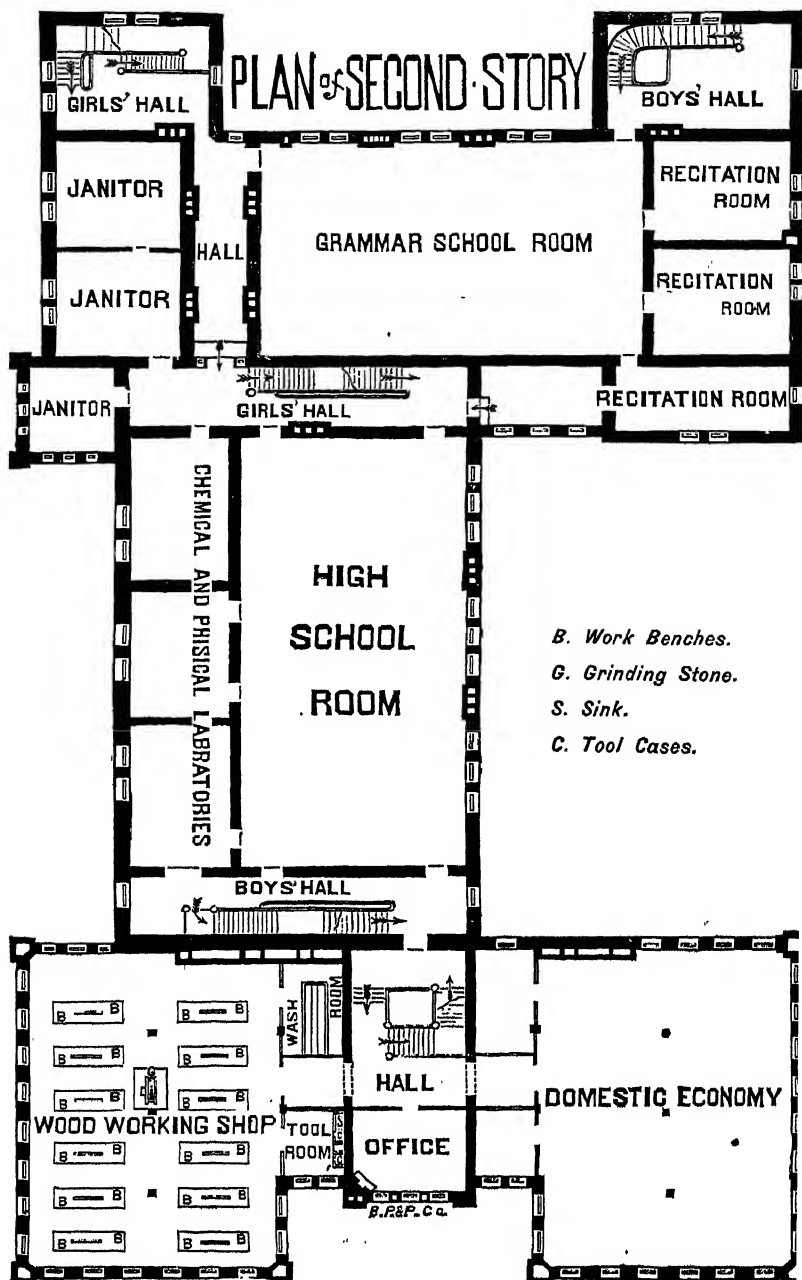 PLAN of SECOND STORY
GIRLS' HALL
BOYS' HALL
JANITOR
HALL
GRAMMAR SCHOOL ROOM
RECITATION
ROOM
JANITOR
RECITATION
ROOM
JANITOR
GIRLS' HALL
RECITATION ROOM
CHEMICAL AND PHISICAL LABRATORIES
HIGH
SCHOOL
ROOM
B. Work Benches.
G. Grinding Stone.
S. Sink.
C. Tool Cases.
BOYS' HALL
WASH
ROOM
B B B B
B B B B
B B B B
G
HALL
WOOD WORKING SHOP
TOOL
ROOM
OFFICE
DOMESTIC ECONOMY
B B B B
B B B B
B B B B
B.P.&P. Co.